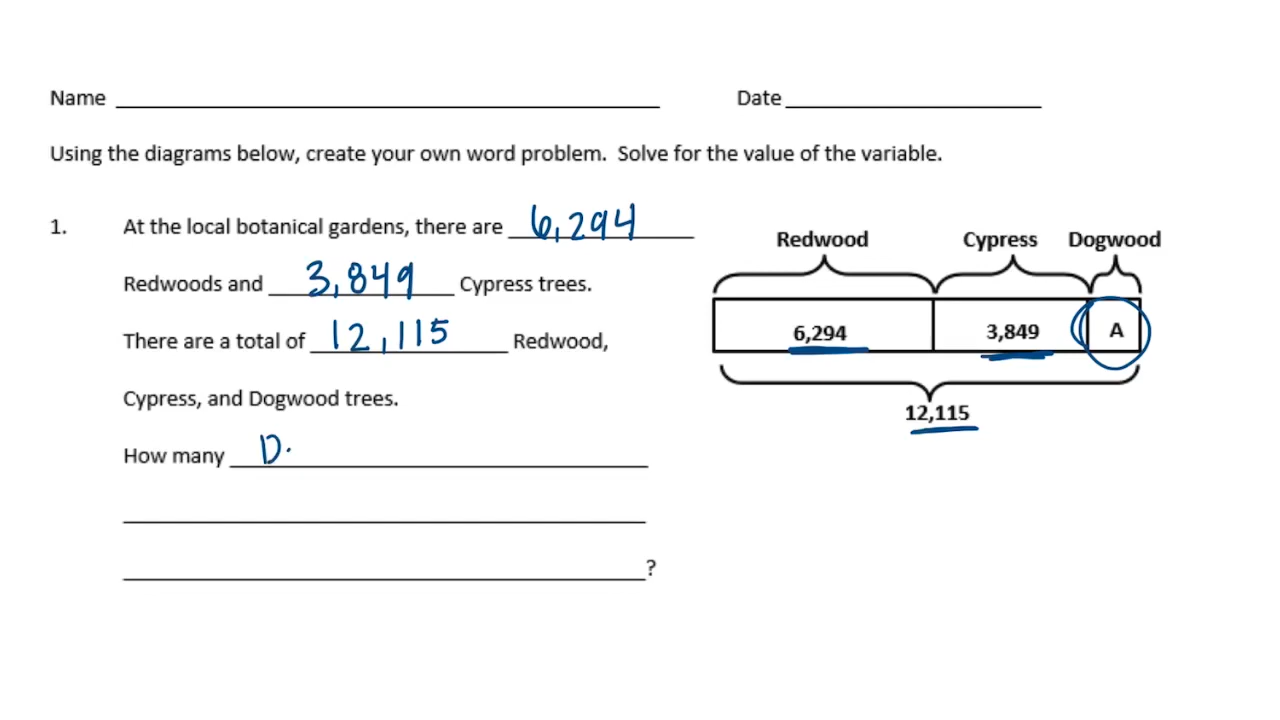 Name ____ Date ____
Using the diagrams below, create your own word problem. Solve for the value of the variable.
1. At the local botanical gardens, there are 6,294
Redwoods and 3,849 Cypress trees.
There are a total of 12,115 Redwood,
Cypress, and Dogwood trees.
How many D.
?
Redwood Cypress Dogwood
6,294 3,849 A
12,115